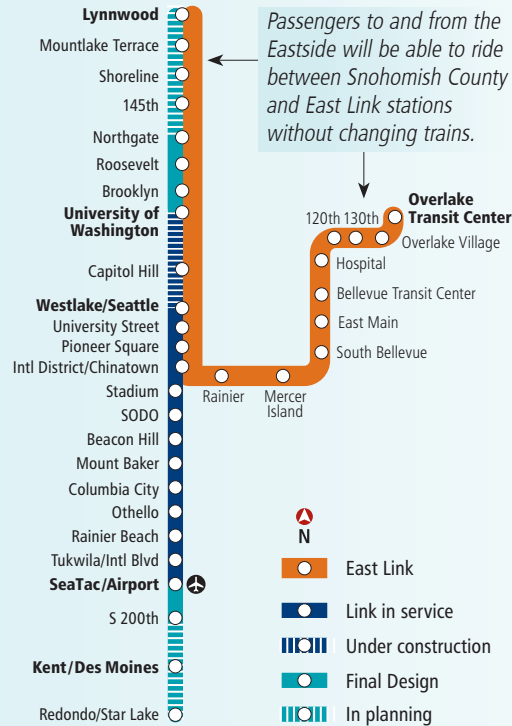 Lynnwood
Mountlake Terrace
Shoreline
145th
Northgate
Roosevelt
Brooklyn
University of
Washington
Capitol Hill
Westlake/Seattle
University Street
Pioneer Square
Intl District/Chinatown
Stadium
SODO
Beacon Hill
Mount Baker
Columbia City
Othello
Rainier Beach
Tukwila/Intl Blvd
SeaTac/Airport
S 200th
Kent/Des Moines
Redondo/Star Lake
Passengers to and from the
Eastside will be able to ride
between Snohomish County
and East Link stations
without changing trains.
Overlake
Transit Center
120th 130th
Overlake Village
Hospital
Bellevue Transit Center
East Main
South Bellevue
Rainier
Mercer
Island
N
East Link
Link in service
Under construction
Final Design
In planning